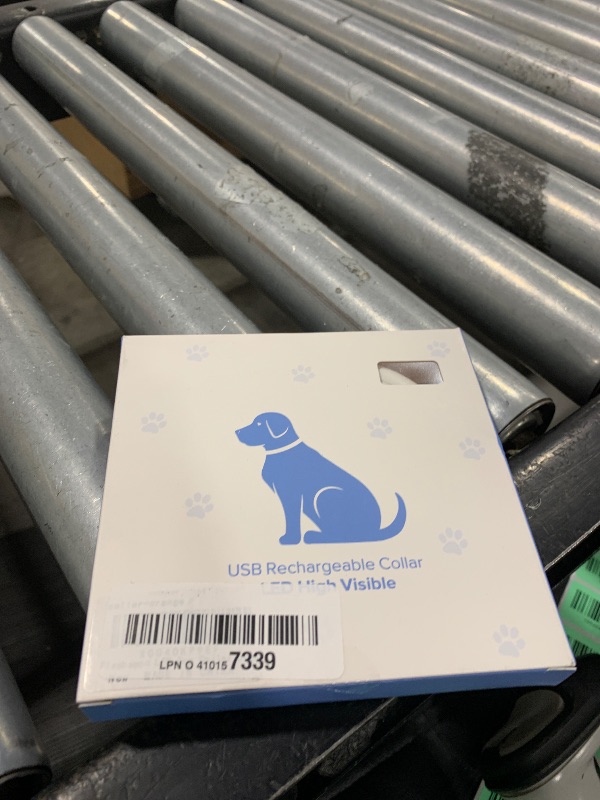 USB Rechargeable Collar
LED High Visible
LPN O 41015 7339